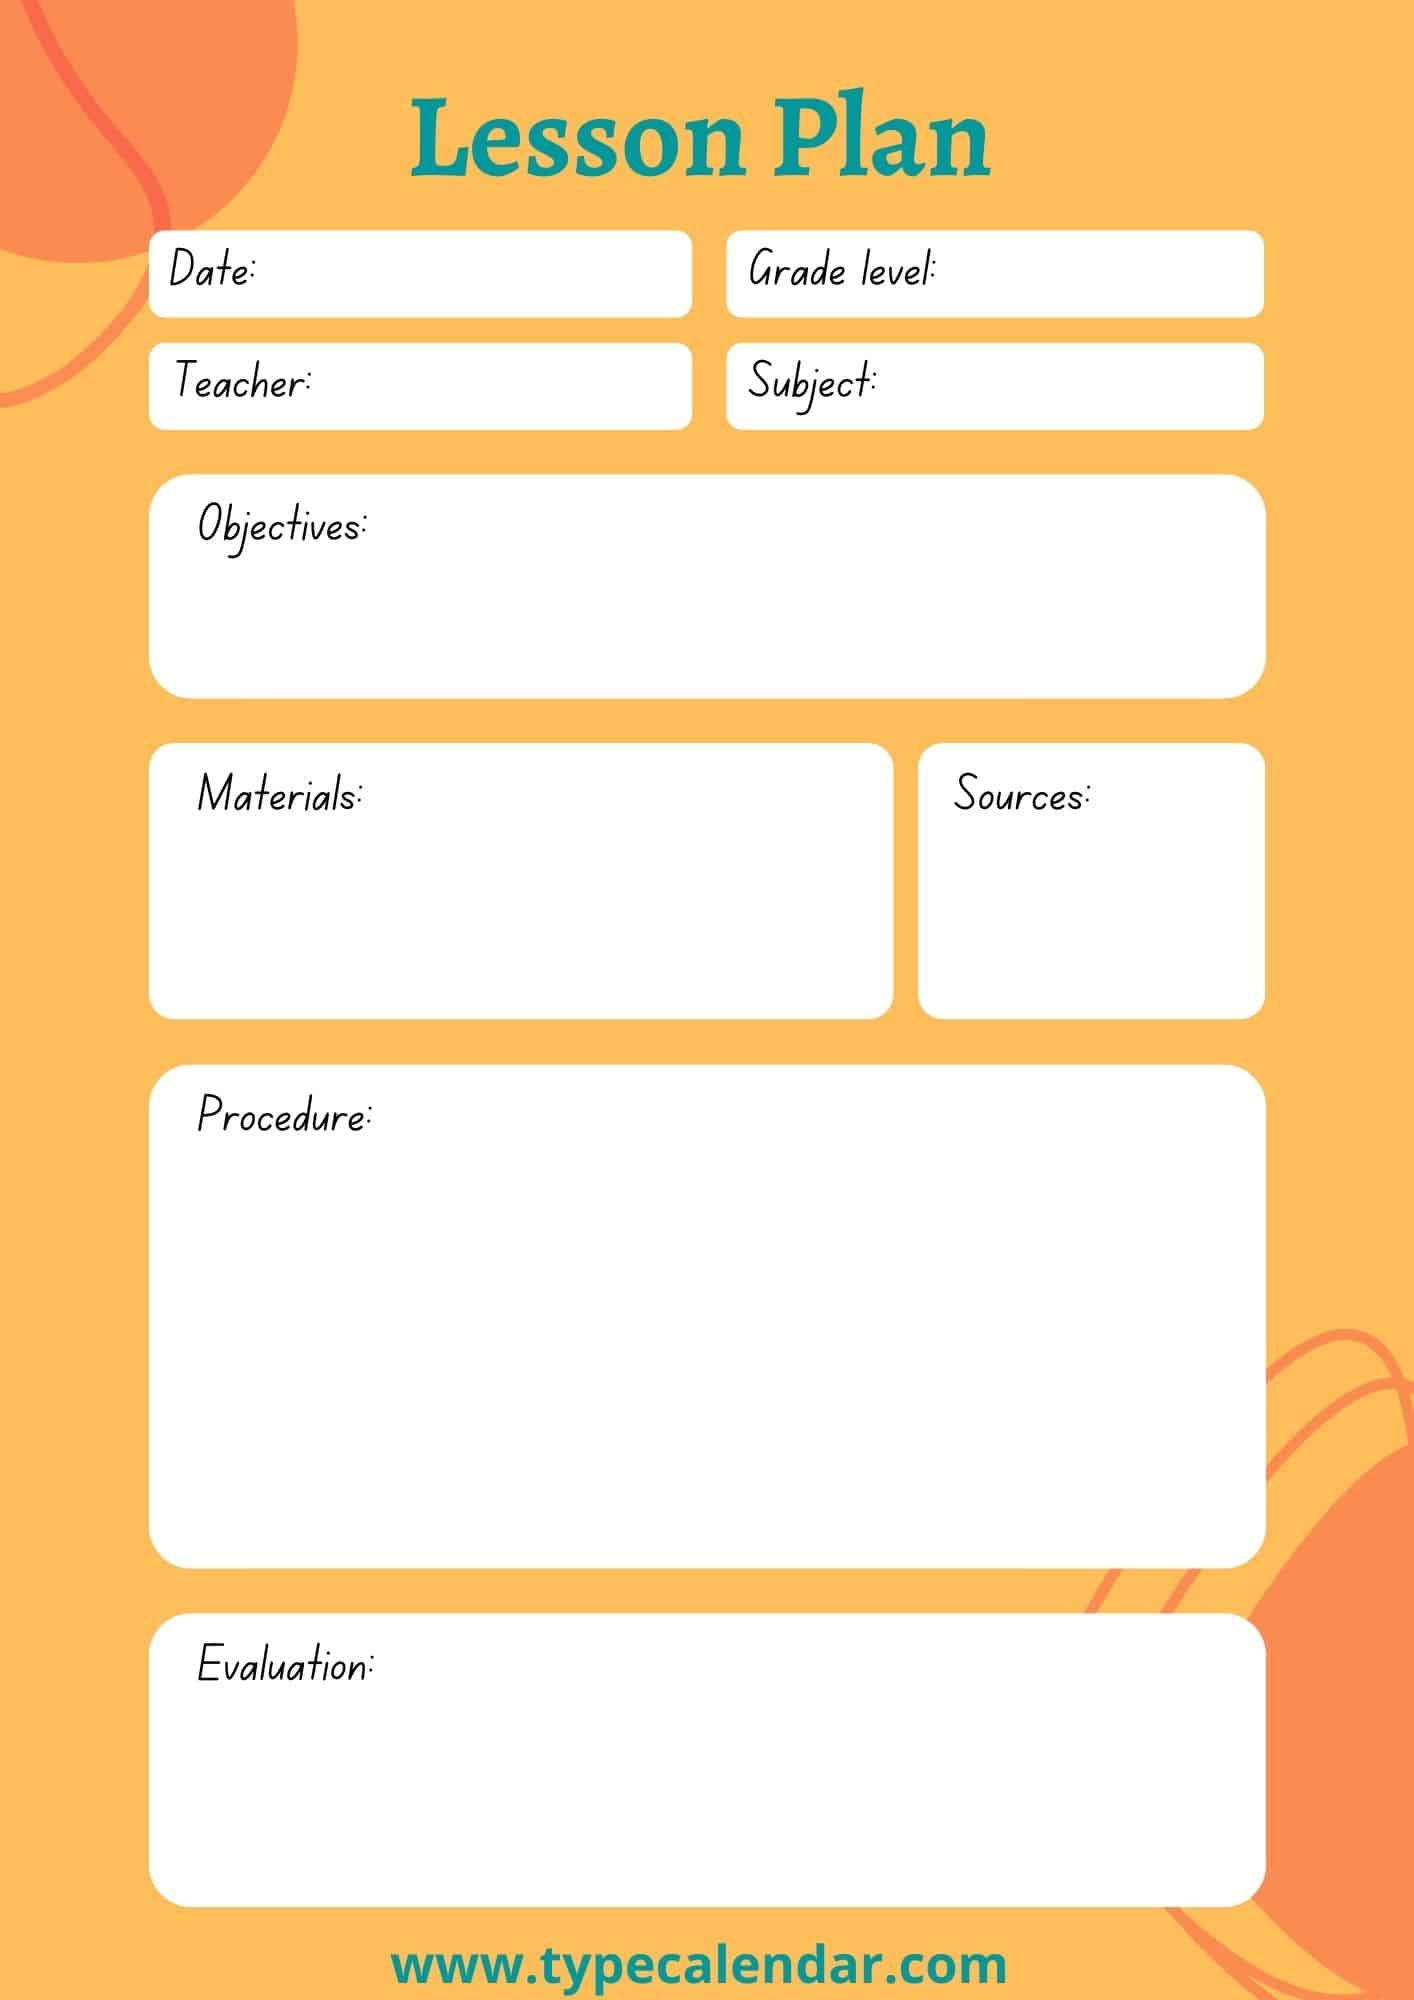 Lesson Plan
Date:
Grade level:
Teacher:
Subject:
Objectives:
Materials:
Sources:
Procedure:
Evaluation:
www.typecalendar.com